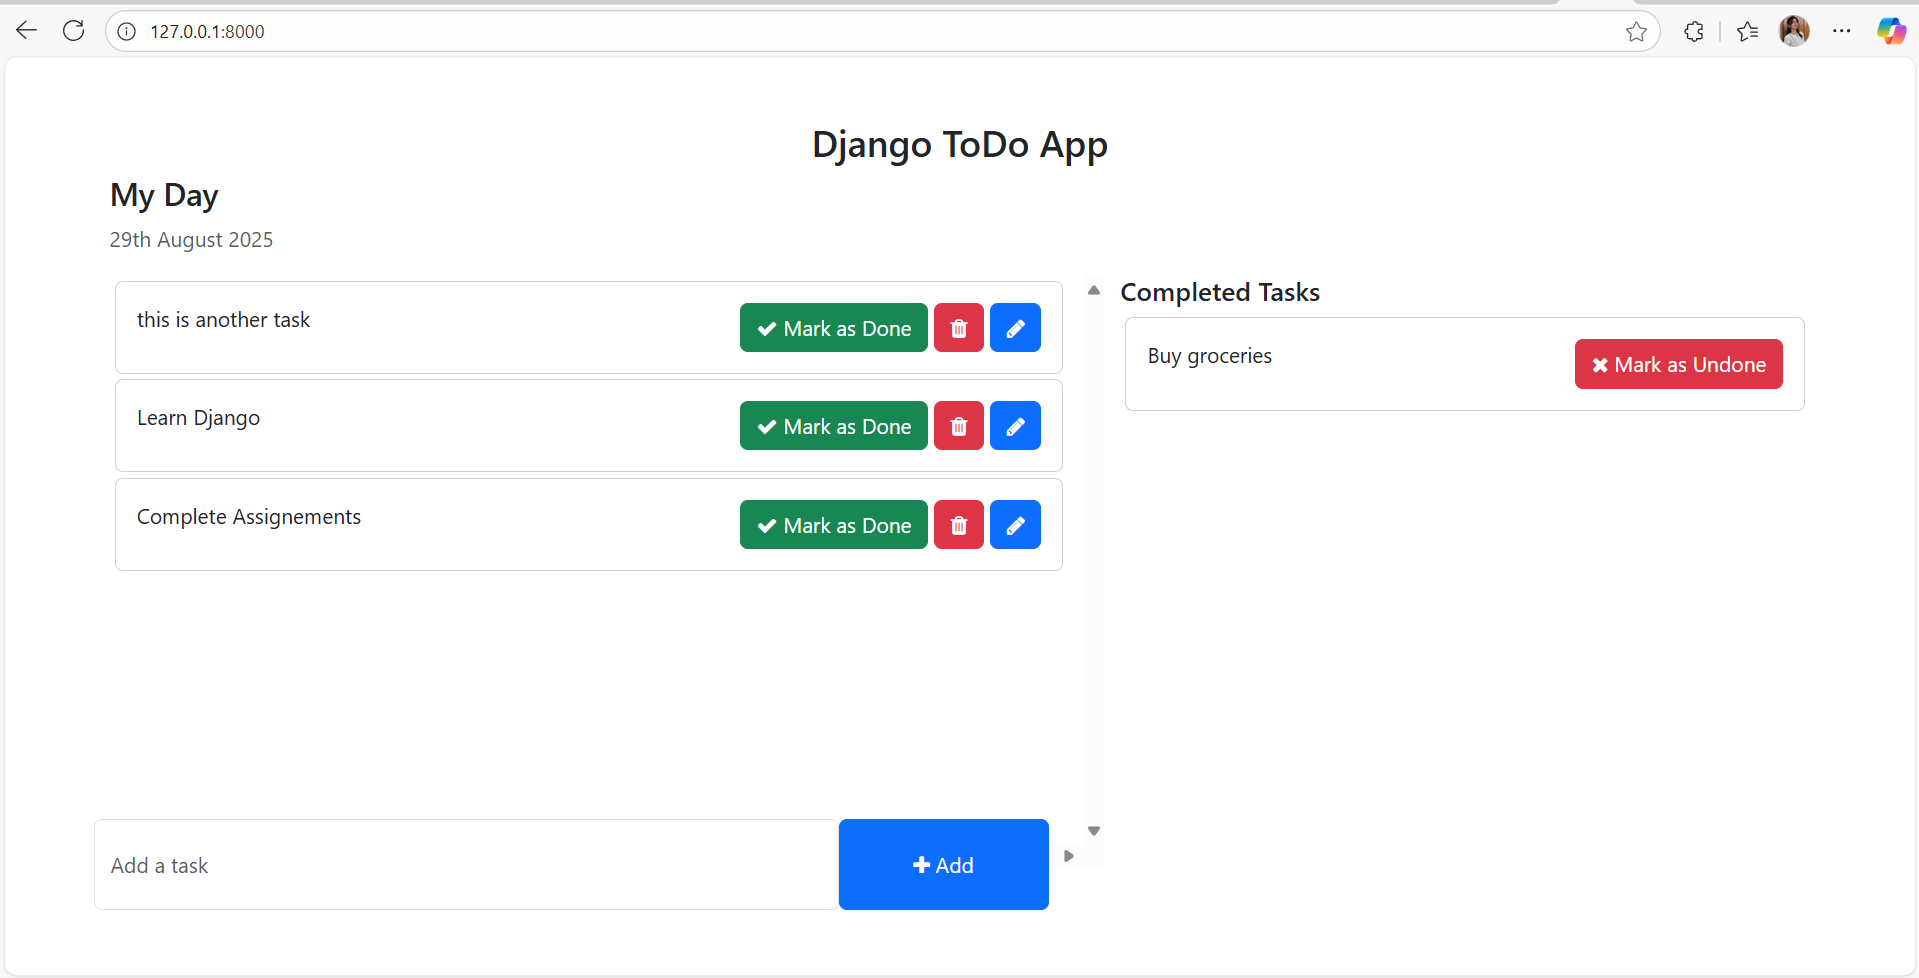 127.0.0.1:8000
Django ToDo App
My Day
29th August 2025
this is another task
Mark as Done
Learn Django
Mark as Done
Complete Assignements
Mark as Done
Add a task
Add
Completed Tasks
Buy groceries
Mark as Undone